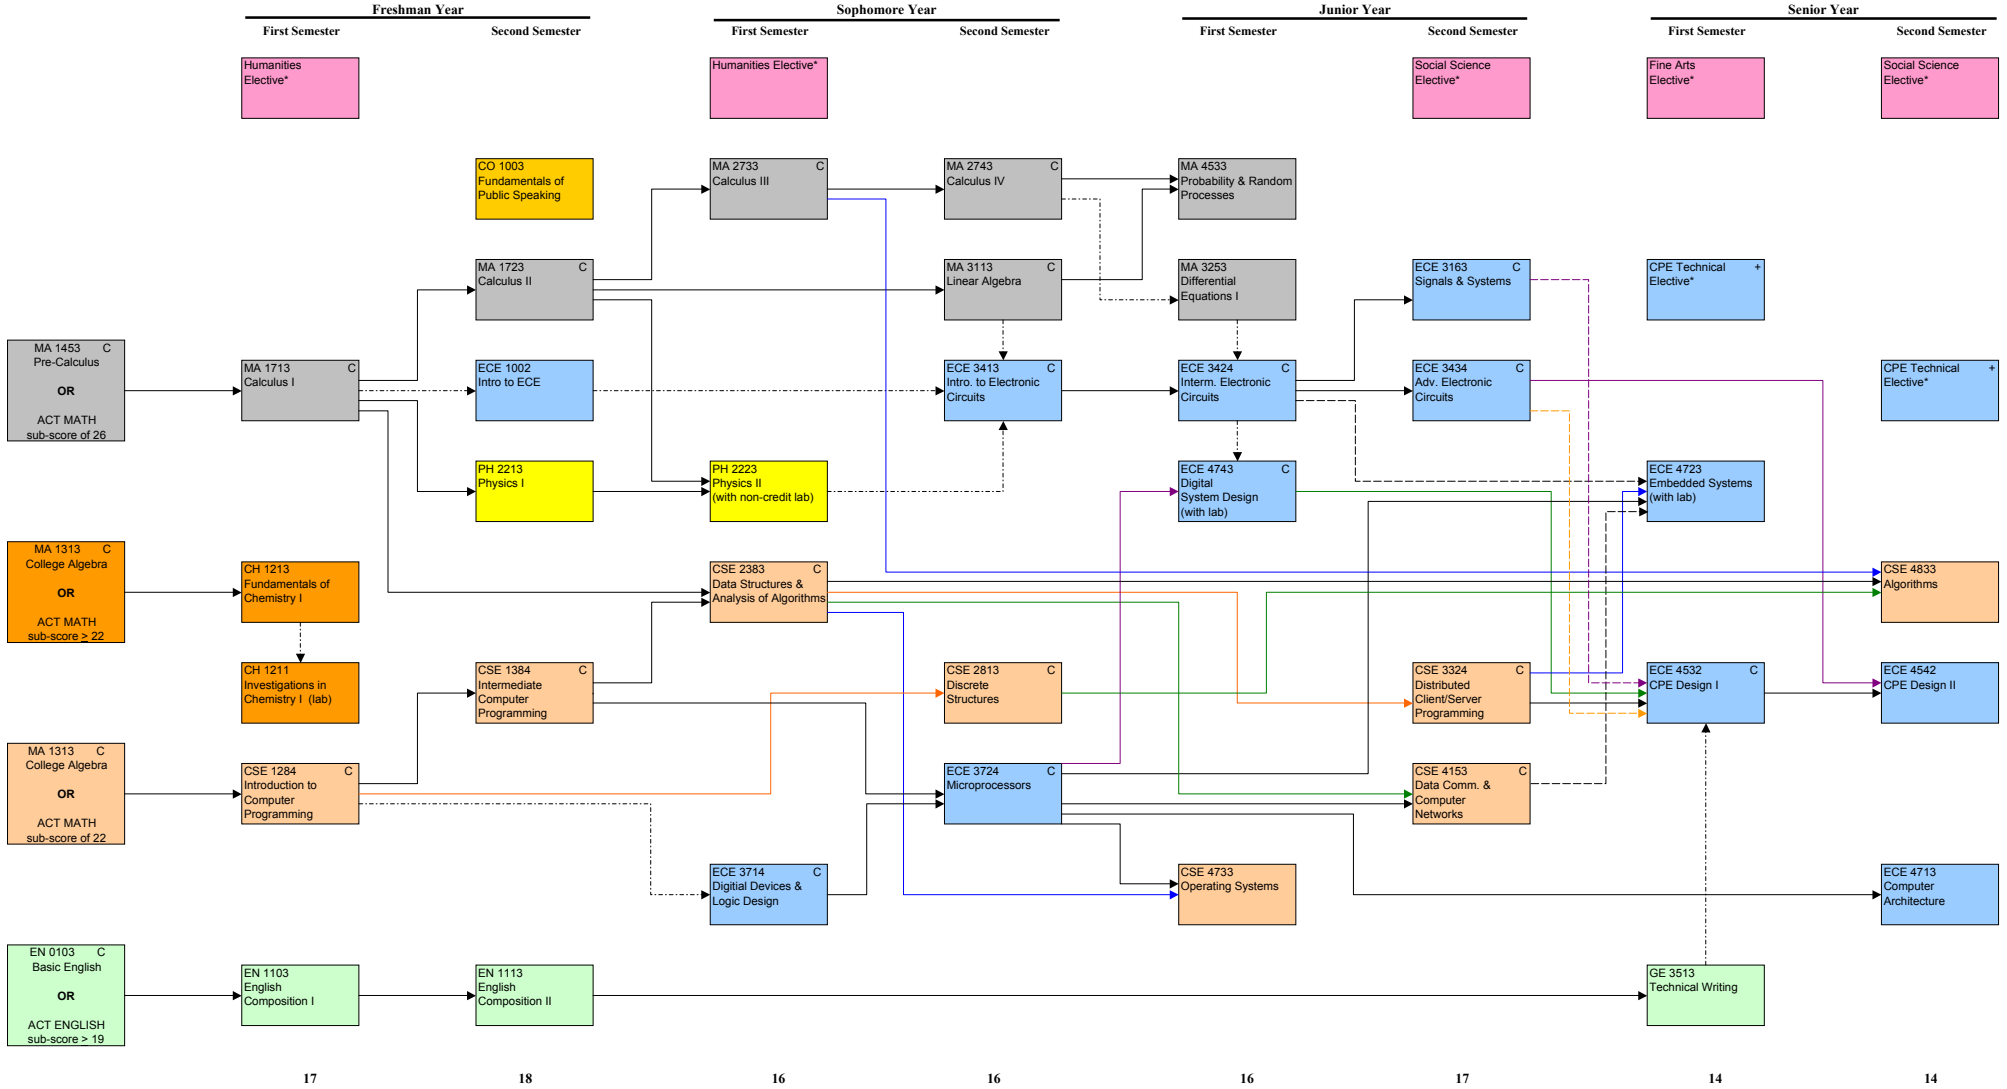 Freshman Year
Sophomore Year
Junior Year
Senior Year
First Semester
Second Semester
First Semester
Second Semester
First Semester
Second Semester
First Semester
Second Semester
Humanities
Elective*
Humanities Elective*
Social Science
Elective*
Fine Arts
Elective*
Social Science
Elective*
CO 1003
Fundamentals of
Public Speaking
MA 2733 C
Calculus III
MA 2743 C
Calculus IV
MA 4533
Probability & Random
Processes
MA 1723 C
Calculus II
MA 3113 C
Linear Algebra
MA 3253
Differential
Equations I
ECE 3163 C
Signals & Systems
CPE Technical +
Elective*
MA 1453 C
Pre-Calculus
OR
ACT MATH
sub-score of 26
MA 1713 C
Calculus I
ECE 1002
Intro to ECE
ECE 3413 C
Intro. to Electronic
Circuits
ECE 3424 C
Interm. Electronic
Circuits
ECE 3434 C
Adv. Electronic
Circuits
CPE Technical +
Elective*
PH 2213
Physics I
PH 2223
Physics II
(with non-credit lab)
ECE 4743 C
Digital
System Design
(with lab)
ECE 4723
Embedded Systems
(with lab)
MA 1313 C
College Algebra
OR
ACT MATH
sub-score ≥ 22
CH 1213
Fundamentals of
Chemistry I
CSE 2383 C
Data Structures &
Analysis of Algorithms
CSE 4833
Algorithms
CH 1211
Investigations in
Chemistry I (lab)
CSE 1384 C
Intermediate
Computer
Programming
CSE 2813 C
Discrete
Structures
CSE 3324 C
Distributed
Client/Server
Programming
ECE 4532 C
CPE Design I
ECE 4542
CPE Design II
MA 1313 C
College Algebra
OR
ACT MATH
sub-score of 22
CSE 1284 C
Introduction to
Computer
Programming
ECE 3724 C
Microprocessors
CSE 4153 C
Data Comm. &
Computer
Networks
ECE 3714 C
Digitial Devices &
Logic Design
CSE 4733
Operating Systems
ECE 4713
Computer
Architecture
EN 0103 C
Basic English
OR
ACT ENGLISH
sub-score ≥ 19
EN 1103
English
Composition I
EN 1113
English
Composition II
GE 3513
Technical Writing
17
18
16
16
16
17
14
14